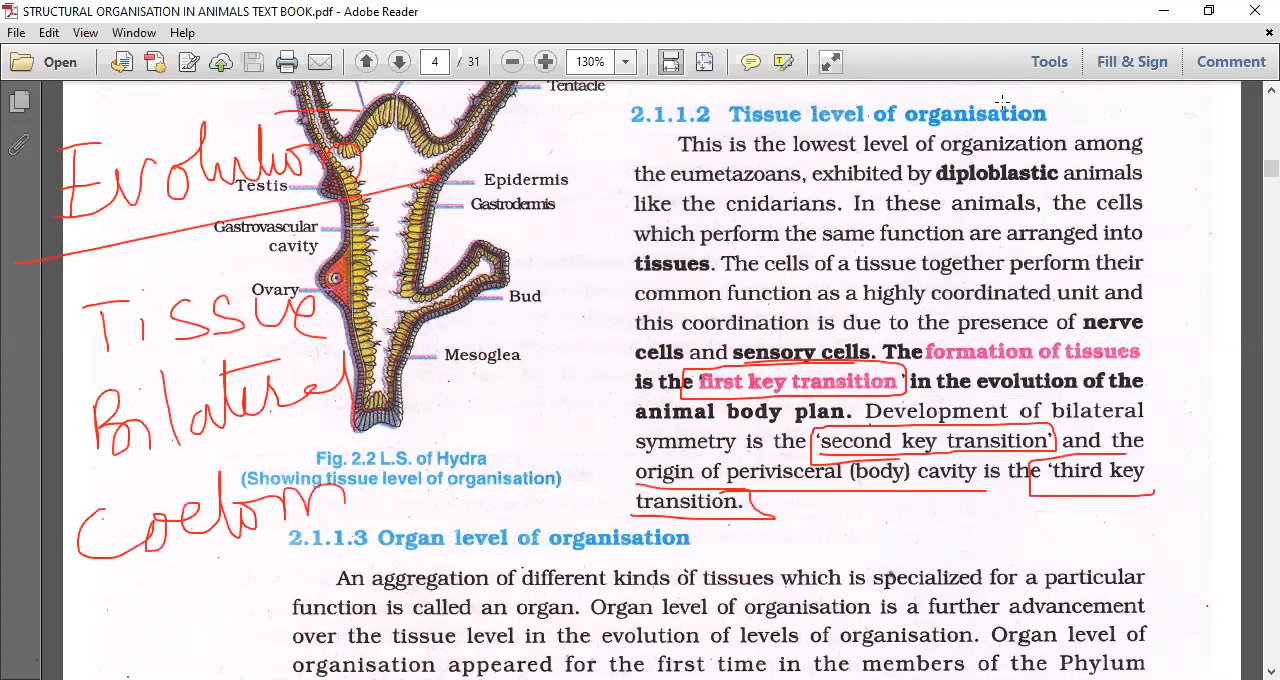 STRUCTURAL ORGANISATION IN ANIMALS TEXT BOOK.pdf - Adobe Reader
File Edit View Window Help
Open 4 / 31 130% Tools Fill & Sign Comment
Tentacle
Evolution
Testis
Epidermis
Gastrodermis
Gastrovascular
cavity
Ovary
Bud
Tissue
Mesoglea
Bilateral
Fig. 2.2 L.S. of Hydra
(Showing tissue level of organisation)
Coelom
2.1.1.2 Tissue level of organisation
This is the lowest level of organization among
the eumetazoans, exhibited by diploblastic animals
like the cnidarians. In these animals, the cells
which perform the same function are arranged into
tissues. The cells of a tissue together perform their
common function as a highly coordinated unit and
this coordination is due to the presence of nerve
cells and sensory cells. The formation of tissues
is the 'first key transition' in the evolution of the
animal body plan. Development of bilateral
symmetry is the 'second key transition' and the
origin of perivisceral (body) cavity is the 'third key
transition.
2.1.1.3 Organ level of organisation
An aggregation of different kinds of tissues which is specialized for a particular
function is called an organ. Organ level of organisation is a further advancement
over the tissue level in the evolution of levels of organisation. Organ level of
organisation appeared for the first time in the members of the Phylum